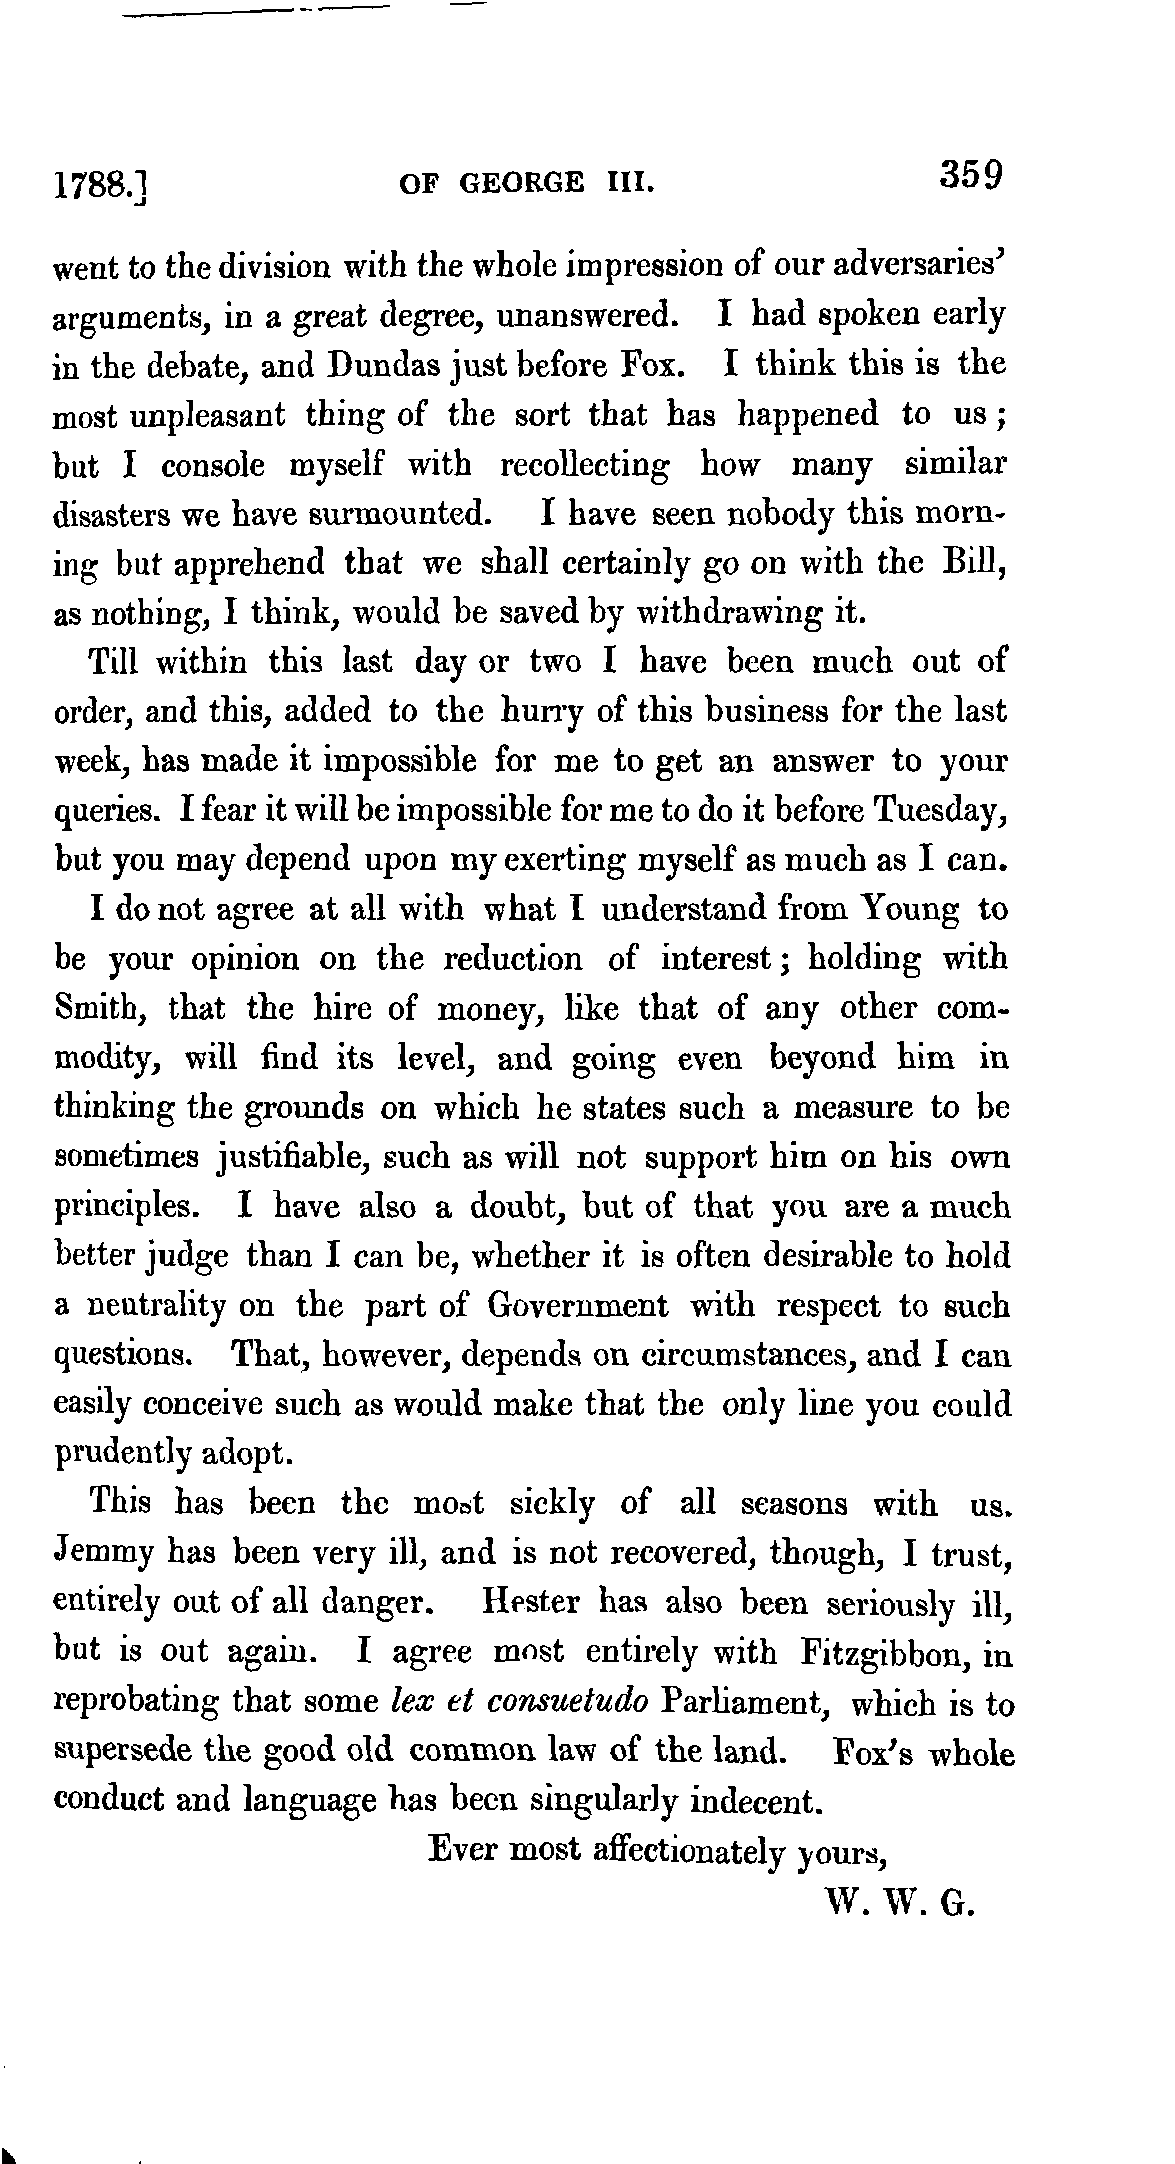 1788.] OF GEORGE III. 359
went to the division with the whole impression of our adversaries'
arguments, in a great degree, unanswered. I had spoken early
in the debate, and Dundas just before Fox. I think this is the
most unpleasant thing of the sort that has happened to us ;
but I console myself with recollecting how many similar
disasters we have surmounted. I have seen nobody this morn-
ing but apprehend that we shall certainly go on with the Bill,
as nothing, I think, would be saved by withdrawing it.
Till within this last day or two I have been much out of
order, and this, added to the hurry of this business for the last
week, has made it impossible for me to get an answer to your
queries. I fear it will be impossible for me to do it before Tuesday,
but you may depend upon my exerting myself as much as I can.
I do not agree at all with what I understand from Young to
be your opinion on the reduction of interest ; holding with
Smith, that the hire of money, like that of any other com-
modity, will find its level, and going even beyond him in
thinking the grounds on which he states such a measure to be
sometimes justifiable, such as will not support him on his own
principles. I have also a doubt, but of that you are a much
better judge than I can be, whether it is often desirable to hold
a neutrality on the part of Government with respect to such
questions. That, however, depends on circumstances, and I can
easily conceive such as would make that the only line you could
prudently adopt.
This has been the most sickly of all seasons with us.
Jemmy has been very ill, and is not recovered, though, I trust,
entirely out of all danger. Hester has also been seriously ill,
but is out again. I agree most entirely with Fitzgibbon, in
reprobating that some lex et consuetudo Parliament, which is to
supersede the good old common law of the land. Fox's whole
conduct and language has been singularly indecent.
Ever most affectionately yours,
W. W. G.